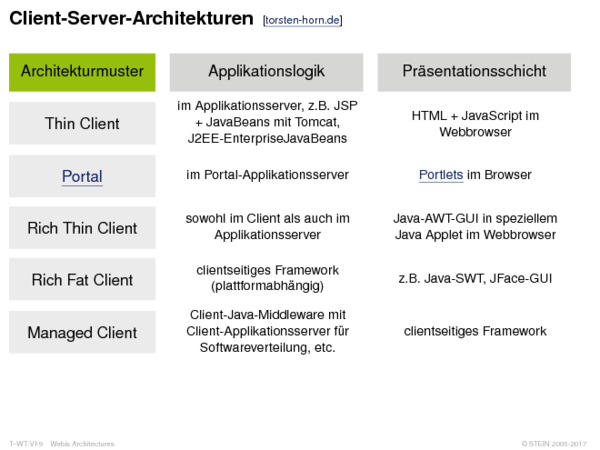 Client-Server-Architekturen [torsten-horn.de]
Architekturmuster
Applikationslogik
Präsentationsschicht
Thin Client
im Applikationsserver, z.B. JSP
+ JavaBeans mit Tomcat,
J2EE-EnterpriseJavaBeans
HTML + JavaScript im
Webbrowser
Portal
im Portal-Applikationsserver
Portlets im Browser
Rich Thin Client
sowohl im Client als auch im
Applikationsserver
Java-AWT-GUI in speziellem
Java Applet im Webbrowser
Rich Fat Client
clientseitiges Framework
(plattformabhängig)
z.B. Java-SWT, JFace-GUI
Managed Client
Client-Java-Middleware mit
Client-Applikationsserver für
Softwareverteilung, etc.
clientseitiges Framework
T–WT:VI-9 Webis Architectures
© STEIN 2005-2017